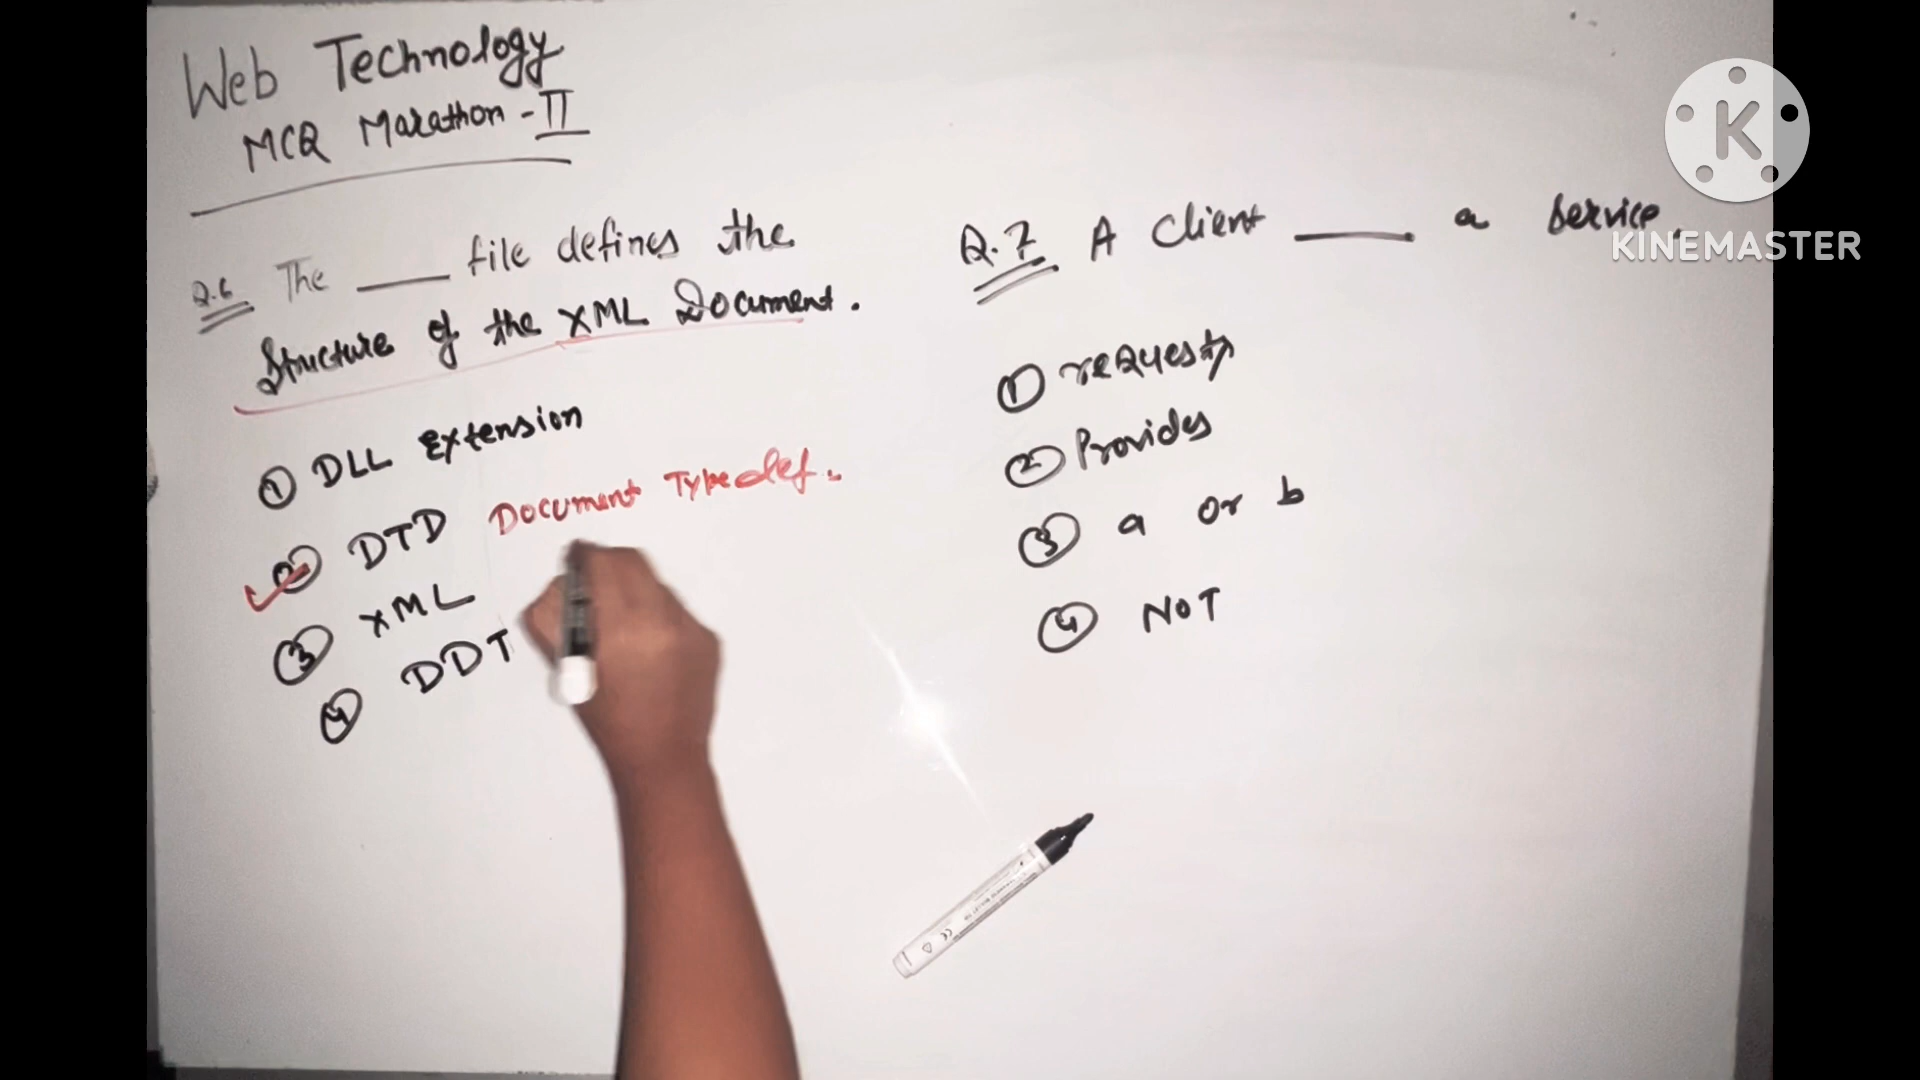 Web Technology
MCQ Marathon - II
Q.6 The ____ file defines the
Structure of the XML Document.
① DLL Extension
② DTD Document Type def.
③ XML
④ DDT
Q.7 A Client ____ a Service.
① requests
② Provides
③ a or b
④ NOT
K
KINEMASTER